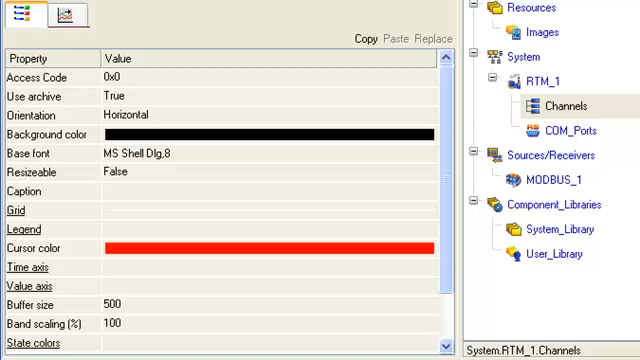 Copy Paste Replace
Property Value
Access Code 0x0
Use archive True
Orientation Horizontal
Background color
Base font MS Shell Dlg,8
Resizeable False
Caption
Grid
Legend
Cursor color
Time axis
Value axis
Buffer size 500
Band scaling (%) 100
State colors
Resources
Images
System
RTM_1
Channels
COM_Ports
Sources/Receivers
MODBUS_1
Component_Libraries
System_Library
User_Library
System.RTM_1.Channels